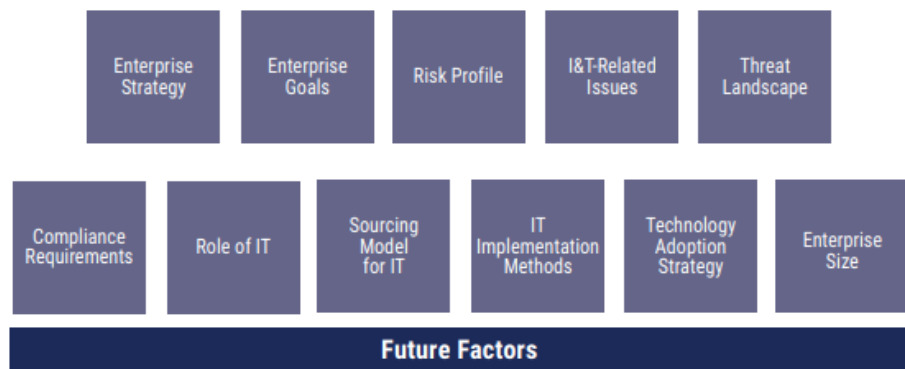 Enterprise
Strategy
Enterprise
Goals
Risk Profile
I&T-Related
Issues
Threat
Landscape
Compliance
Requirements
Role of IT
Sourcing
Model
for IT
IT
Implementation
Methods
Technology
Adoption
Strategy
Enterprise
Size
Future Factors